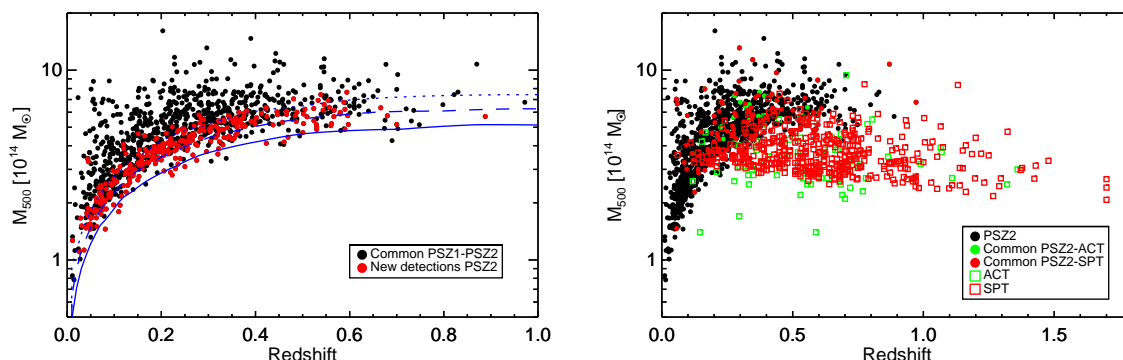 10
1
M500 [10^14 M⊙]
0.0 0.2 0.4 0.6 0.8 1.0
Redshift
Common PSZ1-PSZ2
New detections PSZ2
10
1
M500 [10^14 M⊙]
0.0 0.5 1.0 1.5
Redshift
PSZ2
Common PSZ2-ACT
Common PSZ2-SPT
ACT
SPT